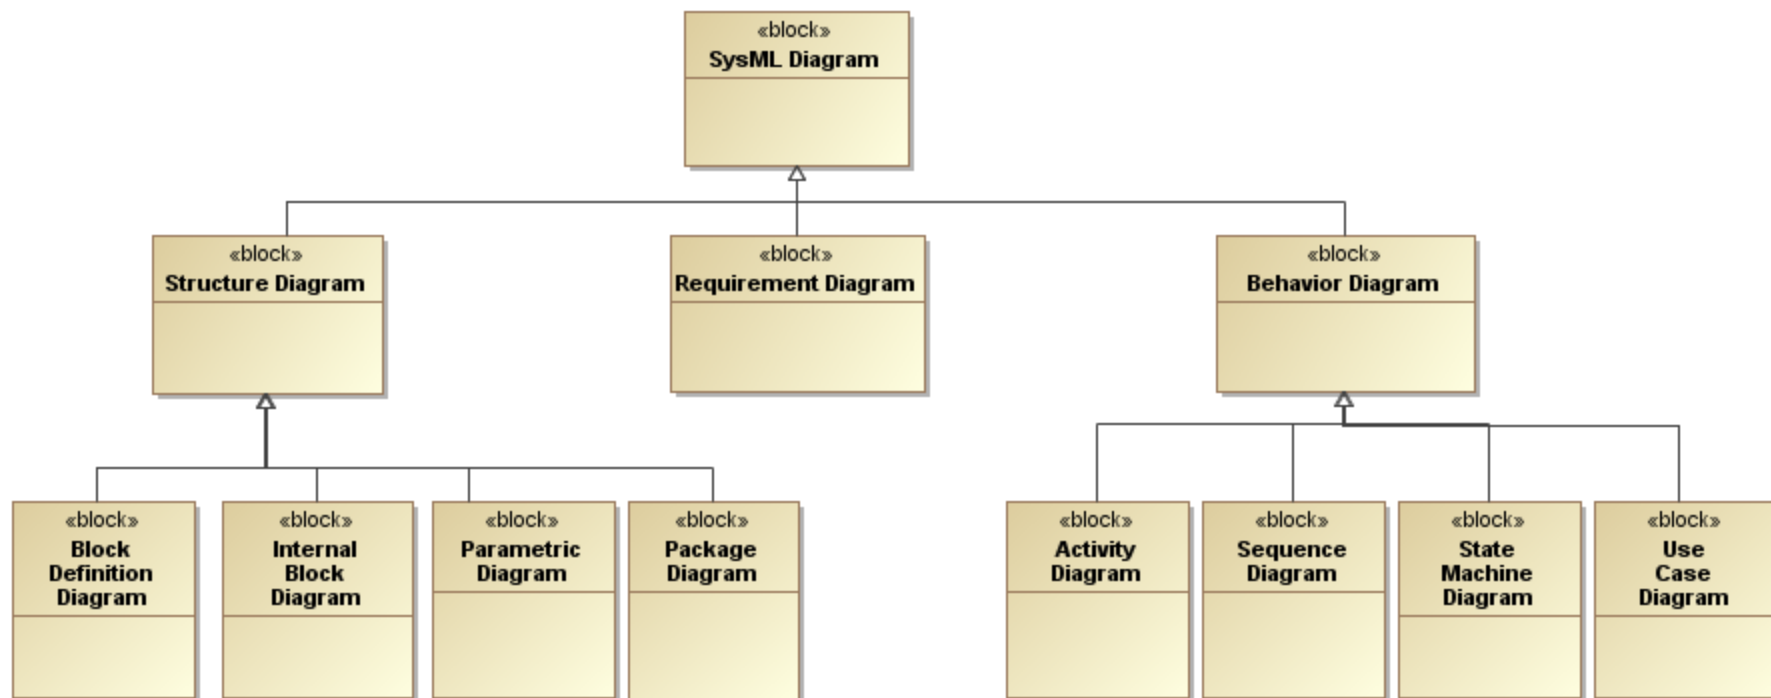 «block»
SysML Diagram
«block»
Structure Diagram
«block»
Requirement Diagram
«block»
Behavior Diagram
«block»
Block
Definition
Diagram
«block»
Internal
Block
Diagram
«block»
Parametric
Diagram
«block»
Package
Diagram
«block»
Activity
Diagram
«block»
Sequence
Diagram
«block»
State
Machine
Diagram
«block»
Use
Case
Diagram